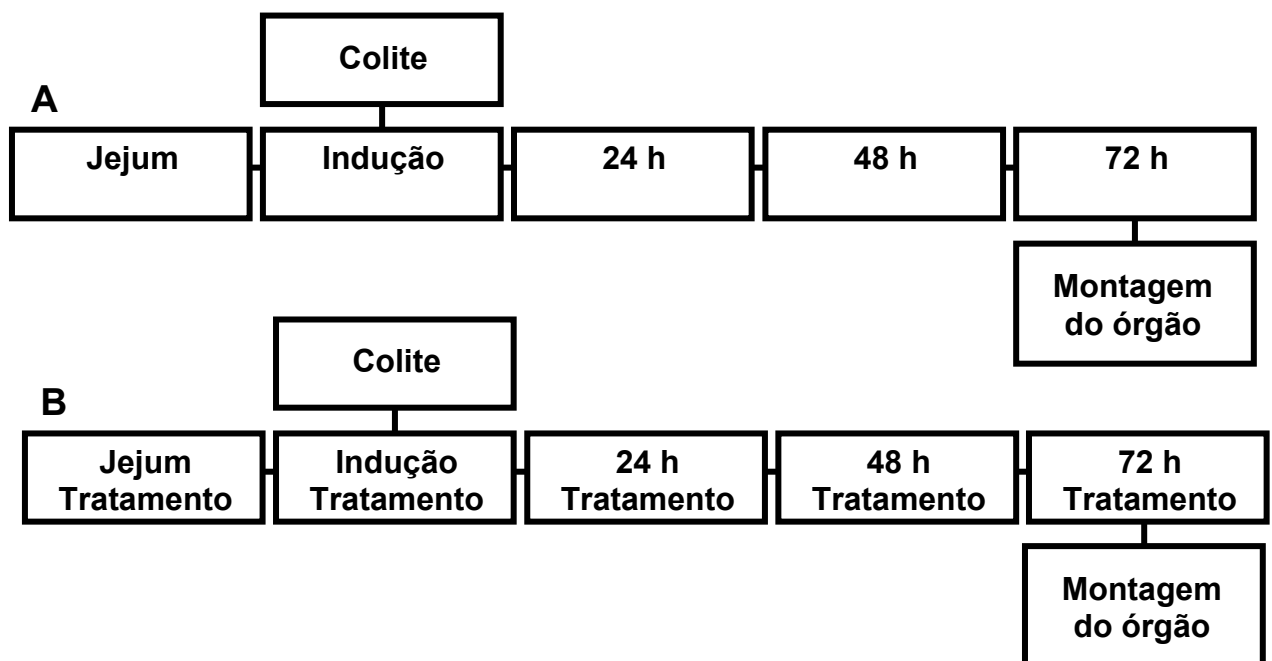 Colite
A
Jejum
Indução
24 h
48 h
72 h
Montagem
do órgão
Colite
B
Jejum
Tratamento
Indução
Tratamento
24 h
Tratamento
48 h
Tratamento
72 h
Tratamento
Montagem
do órgão